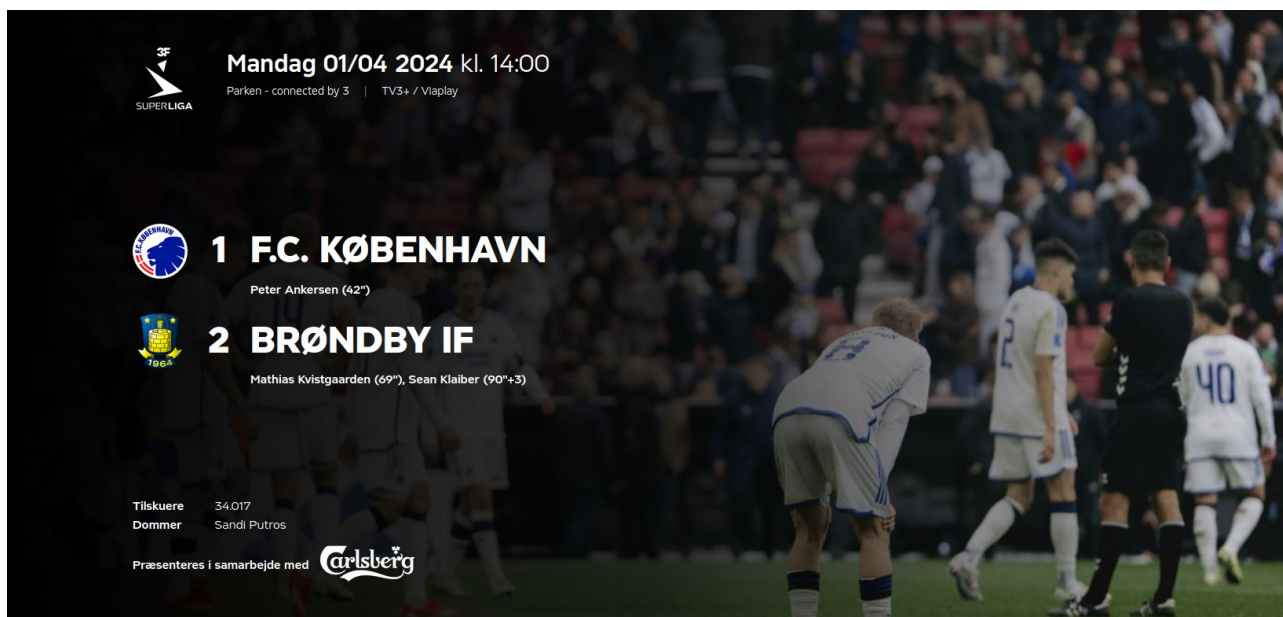 3F
SUPERLIGA
Mandag 01/04 2024 kl. 14:00
Parken - connected by 3 | TV3+ / Viaplay
F.C. KØBENHAVN
1 F.C. KØBENHAVN
Peter Ankersen (42")
1964
2 BRØNDBY IF
Mathias Kvistgaarden (69"), Sean Klaiber (90"+3)
Tilskuere 34.017
Dommer Sandi Putros
Præsenteres i samarbejde med Carlsberg
8
2
40